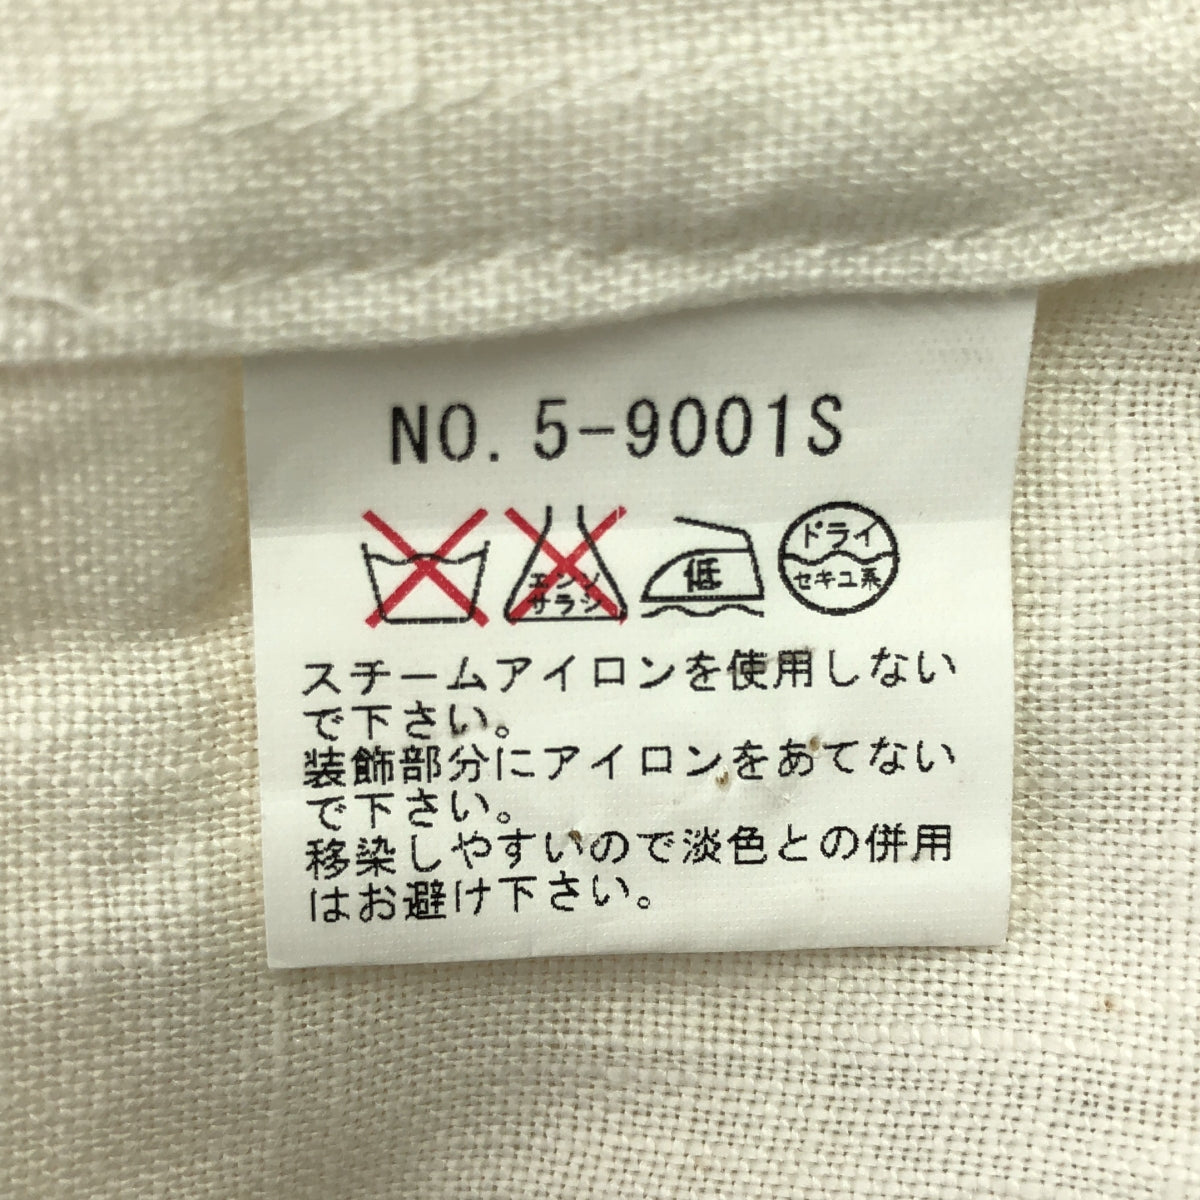 NO. 5-9001S
エンソ
サラシ
低
ドライ
セキユ系
スチームアイロンを使用しない
で下さい。
装飾部分にアイロンをあてない
で下さい。
移染しやすいので淡色との併用
はお避け下さい。